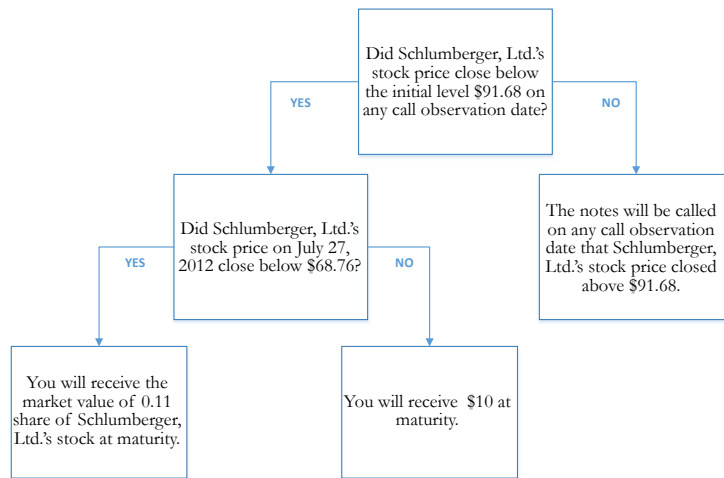 Did Schlumberger, Ltd.'s
stock price close below
the initial level $91.68 on
any call observation date?
YES
NO
Did Schlumberger, Ltd.'s
stock price on July 27,
2012 close below $68.76?
The notes will be called
on any call observation
date that Schlumberger,
Ltd.'s stock price closed
above $91.68.
YES
NO
You will receive the
market value of 0.11
share of Schlumberger,
Ltd.'s stock at maturity.
You will receive $10 at
maturity.